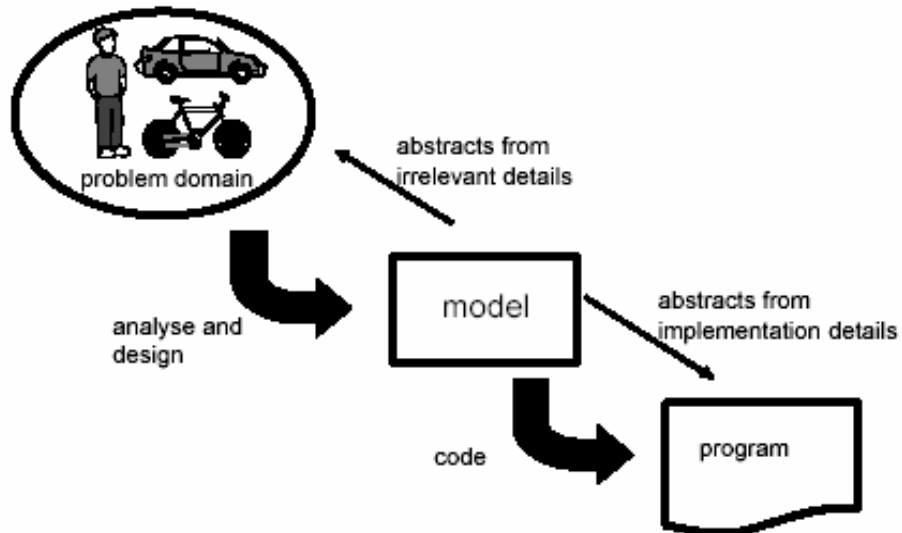 problem domain
abstracts from
irrelevant details
model
analyse and
design
abstracts from
implementation details
code
program